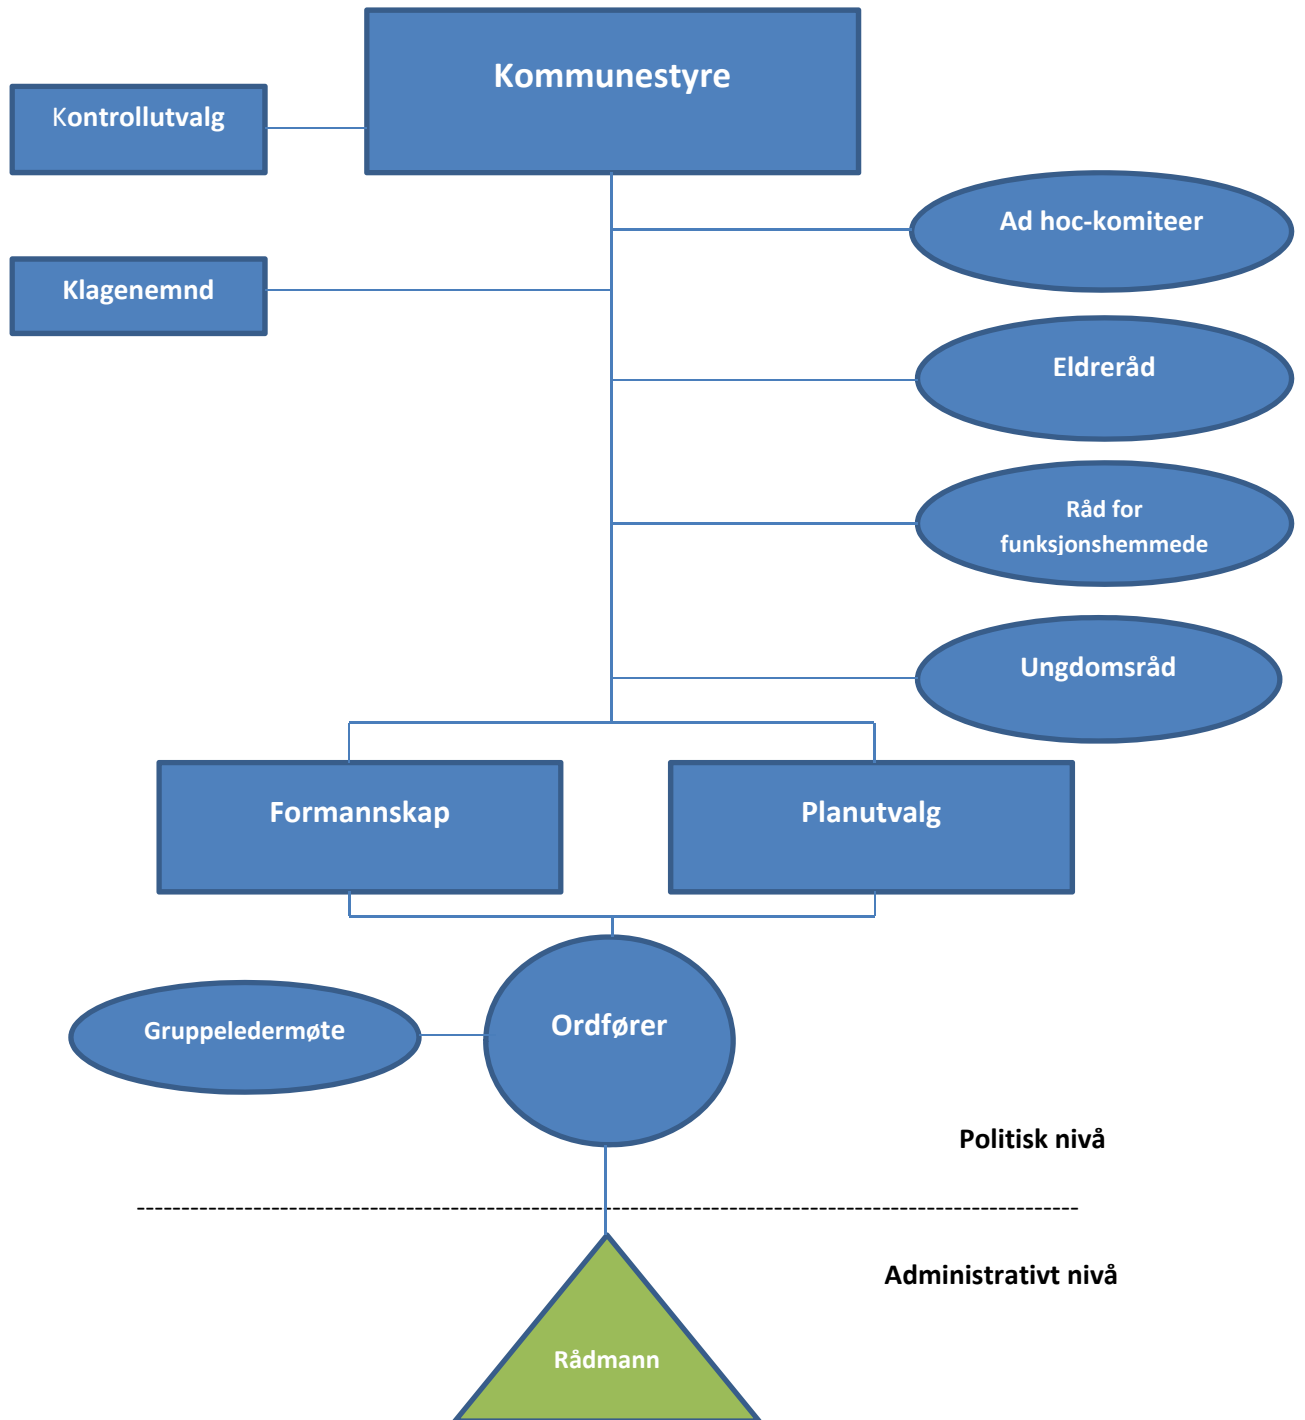 Kommunestyre
Kontrollutvalg
Ad hoc-komiteer
Klagenemnd
Eldreråd
Råd for
funksjonshemmede
Ungdomsråd
Formannskap
Planutvalg
Ordfører
Gruppeledermøte
Politisk nivå
Administrativt nivå
Rådmann